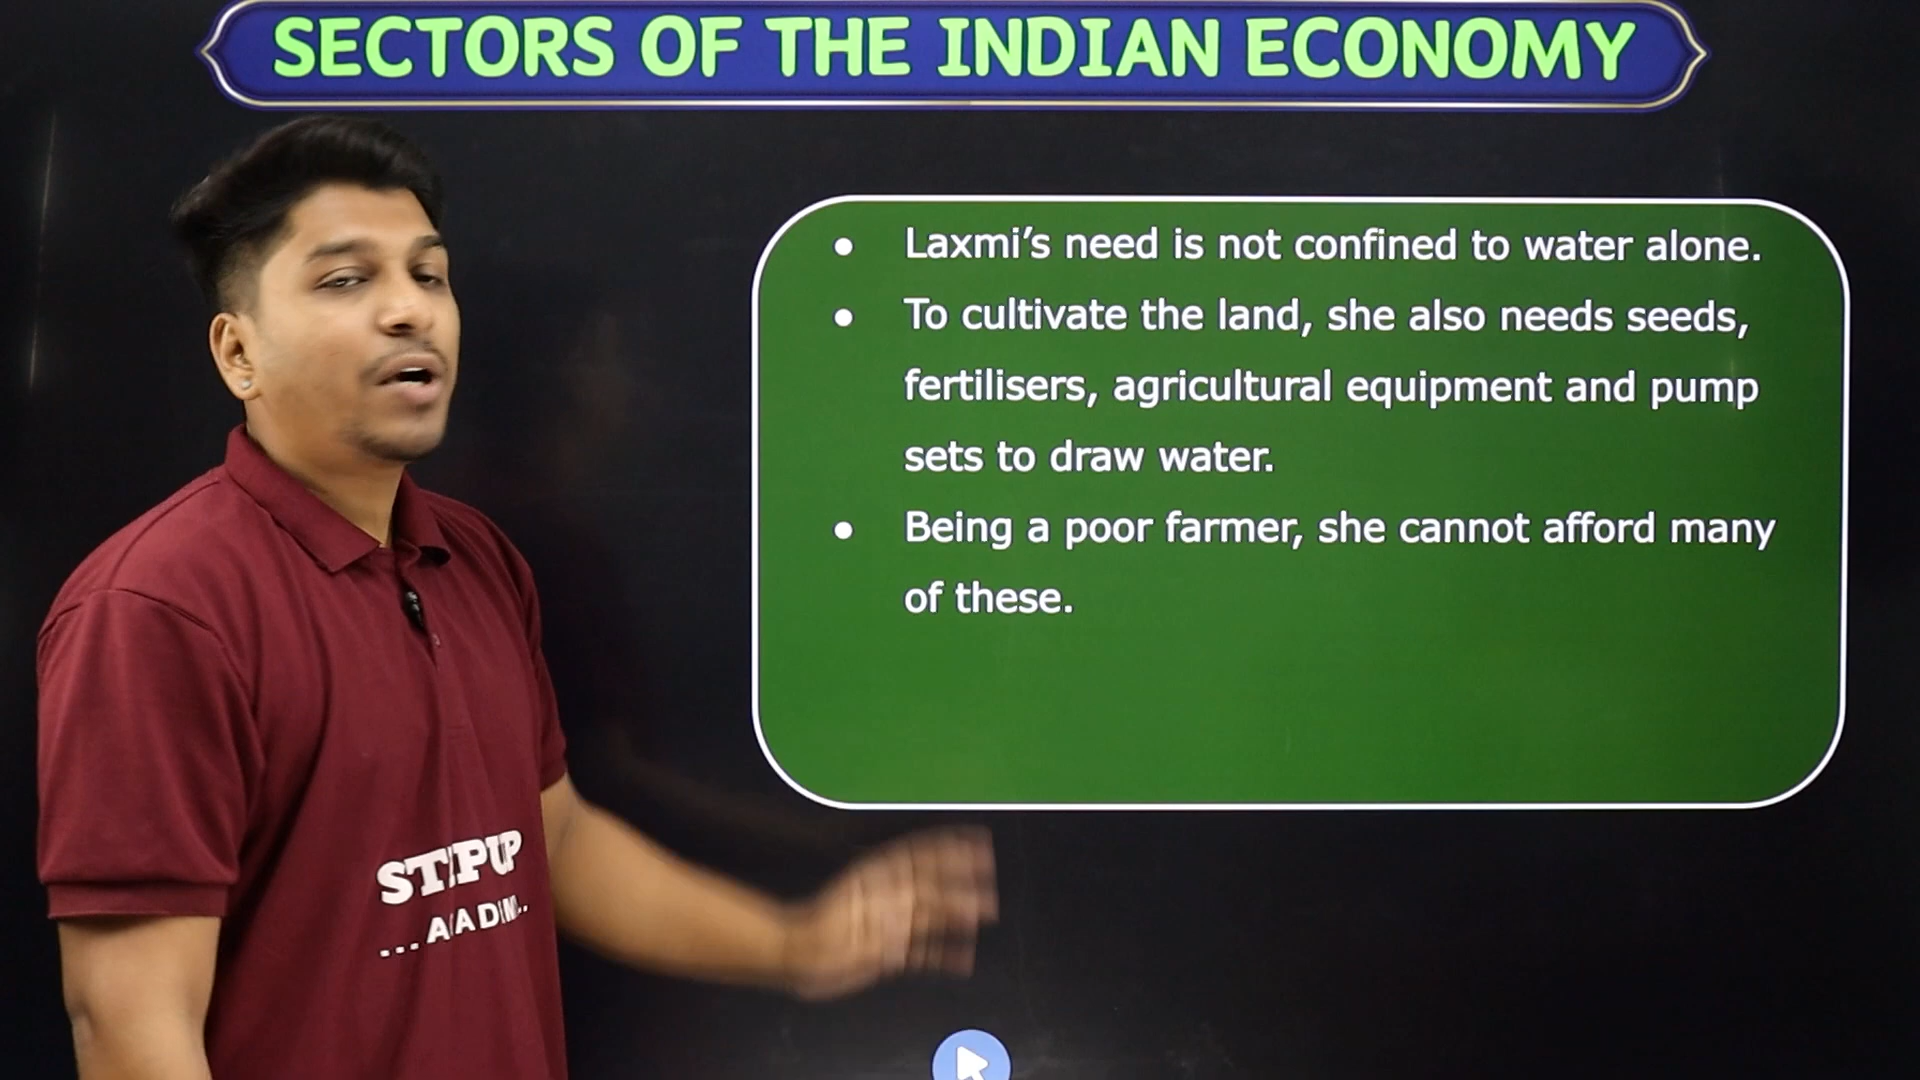 SECTORS OF THE INDIAN ECONOMY
• Laxmi’s need is not confined to water alone.
• To cultivate the land, she also needs seeds,
fertilisers, agricultural equipment and pump
sets to draw water.
• Being a poor farmer, she cannot afford many
of these.
STEPUP